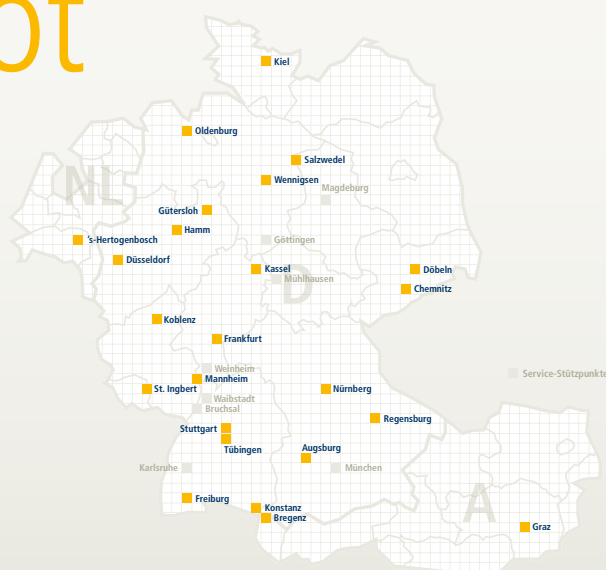 ot
Kiel
Oldenburg
Salzwedel
Wennigsen
Magdeburg
NL
Gütersloh
Hamm
's-Hertogenbosch
Göttingen
Düsseldorf
Kassel
Döbeln
Mühlhausen
D
Chemnitz
Koblenz
Frankfurt
Weinheim
Service-Stützpunkte
Mannheim
St. Ingbert
Nürnberg
Waibstadt
Bruchsal
Regensburg
Stuttgart
Tübingen
Augsburg
Karlsruhe
München
Freiburg
A
Konstanz
Bregenz
Graz